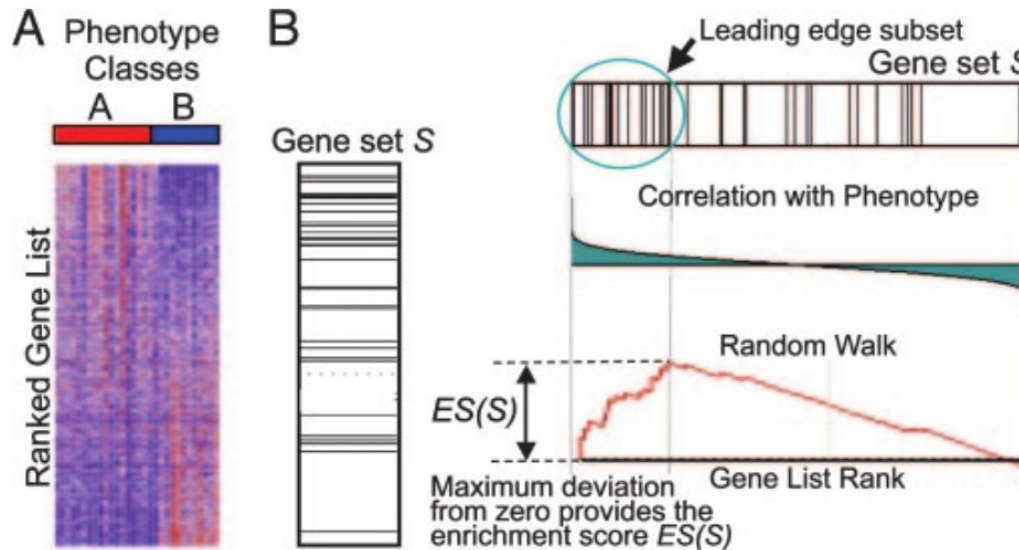 A
Phenotype
Classes
A B
Ranked Gene List
B
Gene set S
Leading edge subset
Gene set S
Correlation with Phenotype
Random Walk
ES(S)
Gene List Rank
Maximum deviation
from zero provides the
enrichment score ES(S)